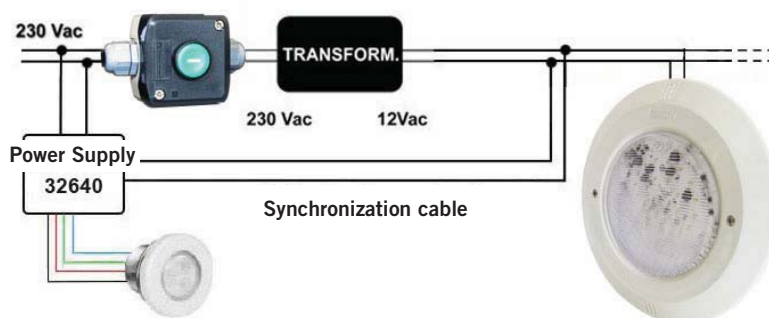 230 Vac
TRANSFORM.
230 Vac
12Vac
Power Supply
32640
Synchronization cable